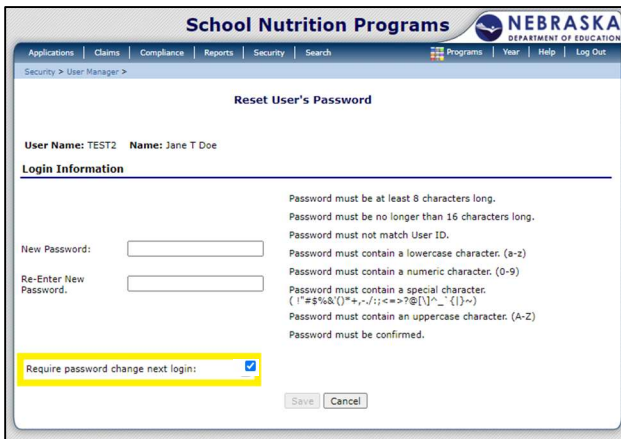 School Nutrition Programs
NEBRASKA
DEPARTMENT OF EDUCATION
Applications | Claims | Compliance | Reports | Security | Search
Programs | Year | Help | Log Out
Security > User Manager >
Reset User's Password
User Name: TEST2 Name: Jane T Doe
Login Information
Password must be at least 8 characters long.
Password must be no longer than 16 characters long.
Password must not match User ID.
New Password:
Password must contain a lowercase character. (a-z)
Password must contain a numeric character. (0-9)
Re-Enter New
Password.
Password must contain a special character.
( !"#$%&'()*+,-./:;<=>?@[\]^_`{|}~)
Password must contain an uppercase character. (A-Z)
Password must be confirmed.
Require password change next login:
Save Cancel